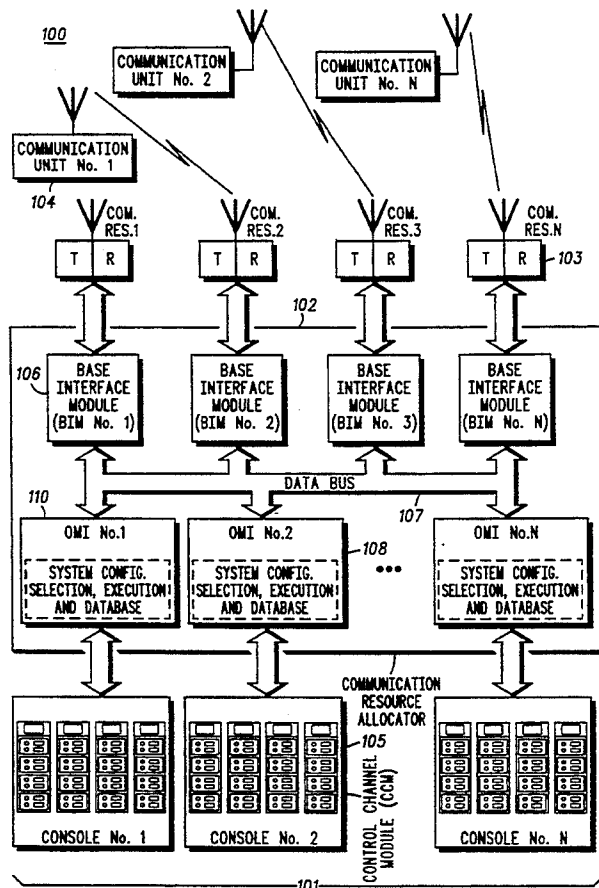 100
COMMUNICATION
UNIT No. 2
COMMUNICATION
UNIT No. N
COMMUNICATION
UNIT No. 1
104
COM.
RES.1
COM.
RES.2
COM.
RES.3
COM.
RES.N
T R
T R
T R
T R
103
102
106
BASE
INTERFACE
MODULE
(BIM No. 1)
BASE
INTERFACE
MODULE
(BIM No. 2)
BASE
INTERFACE
MODULE
(BIM No. 3)
BASE
INTERFACE
MODULE
(BIM No. N)
DATA BUS
107
110
OMI No.1
SYSTEM CONFIG.
SELECTION, EXECUTION
AND DATABASE
OMI No.2
SYSTEM CONFIG.
SELECTION, EXECUTION
AND DATABASE
108
•••
OMI No.N
SYSTEM CONFIG.
SELECTION, EXECUTION
AND DATABASE
COMMUNICATION
RESOURCE
ALLOCATOR
105
CONTROL CHANNEL
MODULE (CCM)
CONSOLE No. 1
CONSOLE No. 2
CONSOLE No. N
101